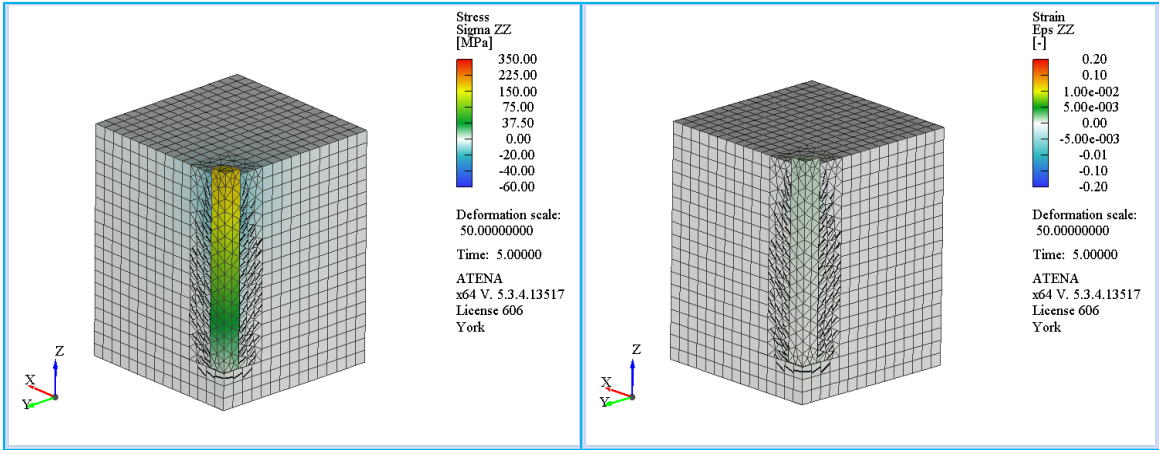 Stress
Sigma ZZ
[MPa]
350.00
225.00
150.00
75.00
37.50
0.00
-20.00
-40.00
-60.00
Deformation scale:
50.00000000
Time: 5.00000
ATENA
x64 V. 5.3.4.13517
License 606
York
Z
X
Y
Strain
Eps ZZ
[-]
0.20
0.10
1.00e-002
5.00e-003
0.00
-5.00e-003
-0.01
-0.10
-0.20
Deformation scale:
50.00000000
Time: 5.00000
ATENA
x64 V. 5.3.4.13517
License 606
York
Z
X
Y